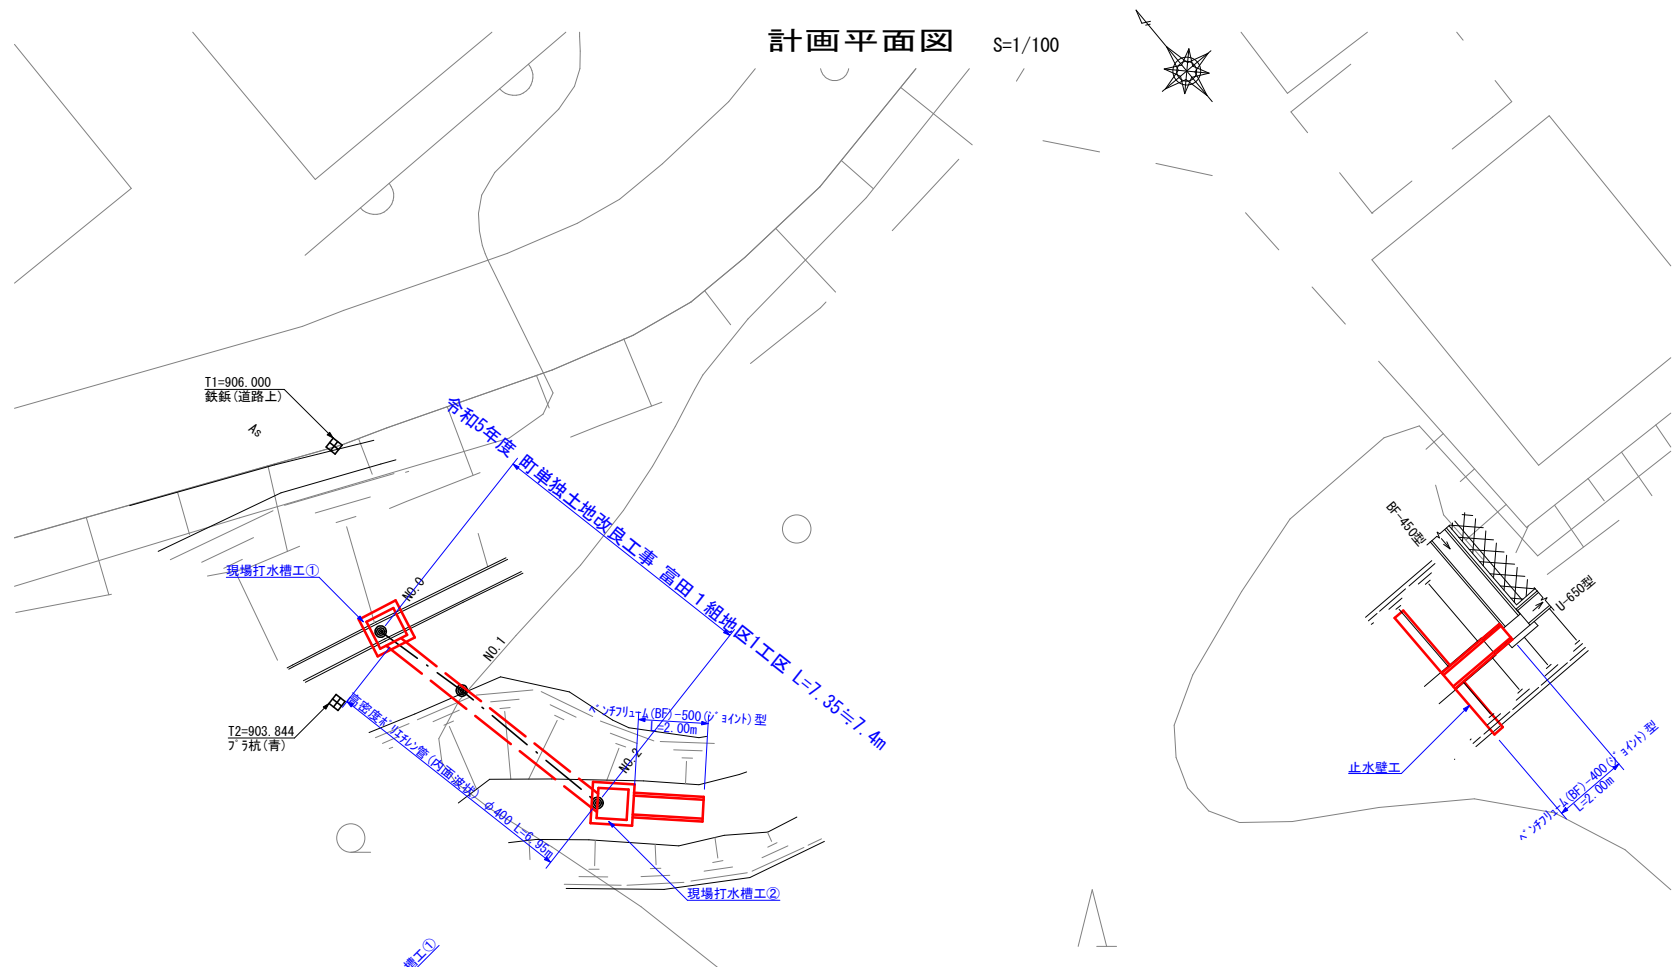 計画平面図 S=1/100
T1=906.000
鉄鋲(道路上)
As
令和5年度 町単独土地改良工事 富田1組地区1工区 L=7.35≒7.4m
現場打水槽工①
NO.0
NO.1
NO.2
T2=903.844
プラ杭(青)
高密度ポリエチレン管(内面波状) φ400 L=6.95m
ベンチフリューム(BF)-500(ジョイント)型
L=2.00m
現場打水槽工②
槽工①
BF-450型
U-650型
止水壁工
ベンチフリューム(BF)-400(ジョイント)型
L=2.00m